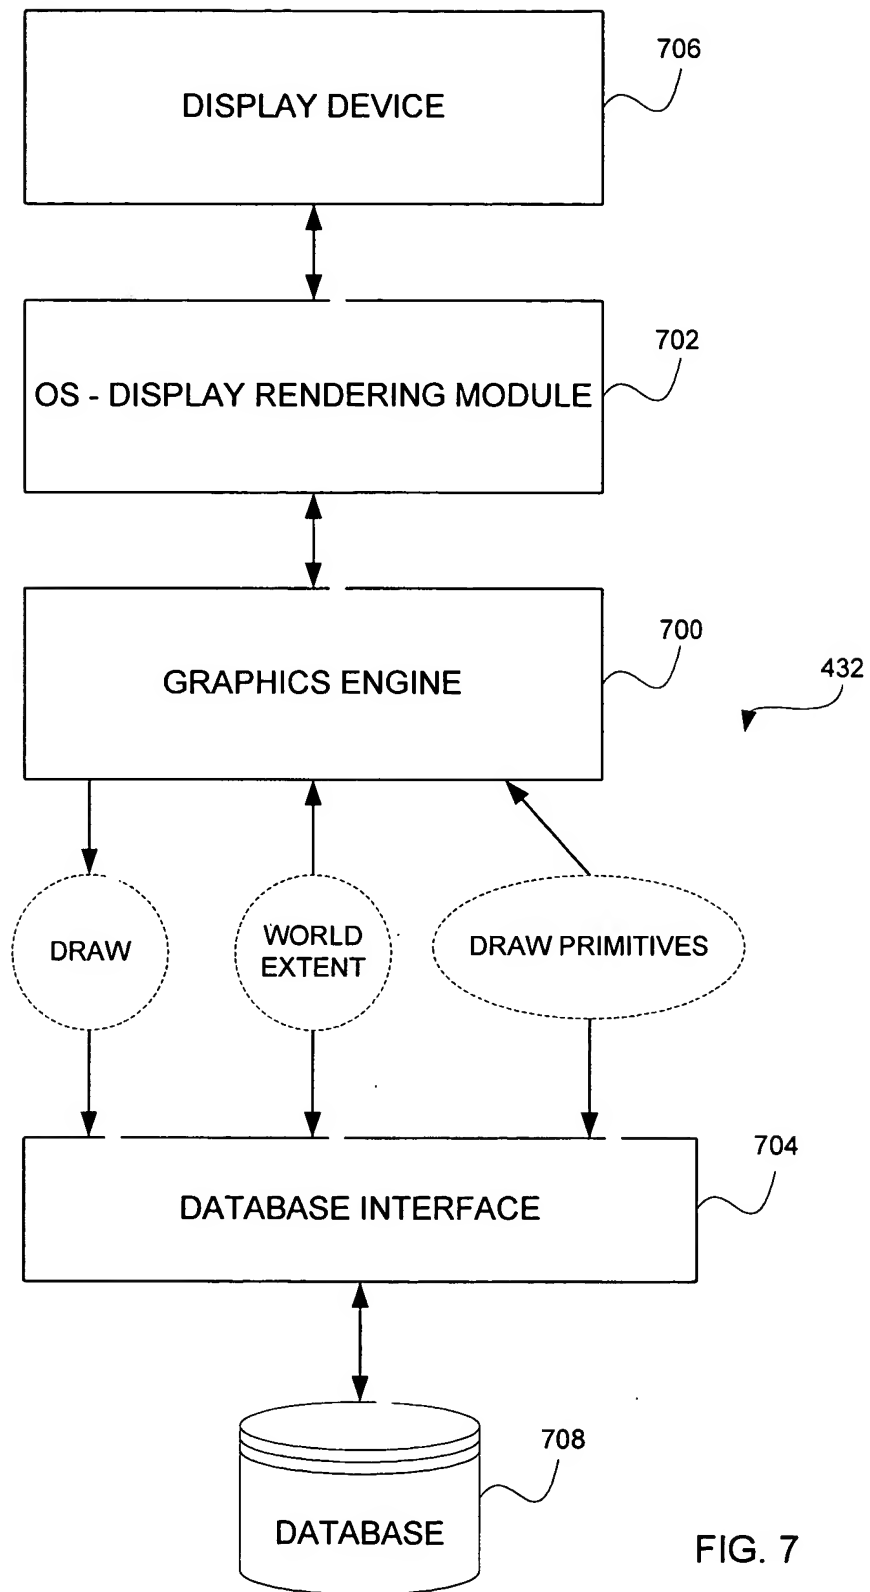 706
DISPLAY DEVICE
702
OS - DISPLAY RENDERING MODULE
700
GRAPHICS ENGINE
432
DRAW
WORLD
EXTENT
DRAW PRIMITIVES
704
DATABASE INTERFACE
708
DATABASE
FIG. 7